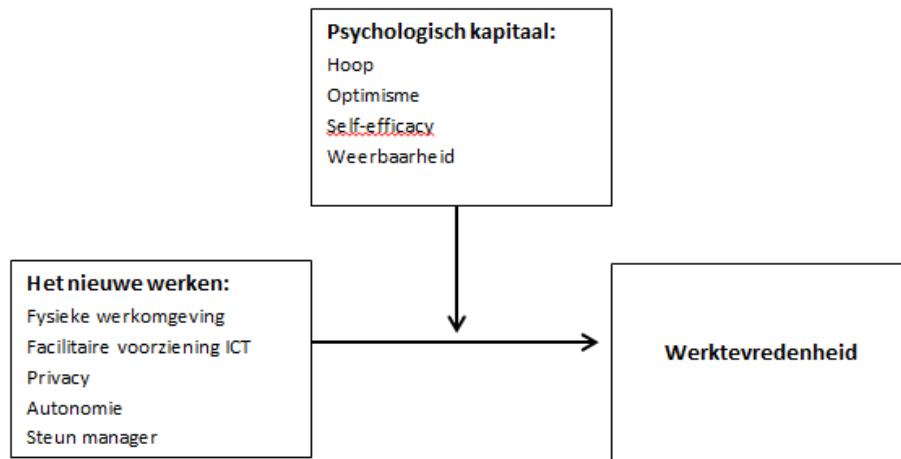 Psychologisch kapitaal:
Hoop
Optimisme
Self-efficacy
Weerbaarheid
Het nieuwe werken:
Fysieke werkomgeving
Facilitaire voorziening ICT
Privacy
Autonomie
Steun manager
Werktevredenheid